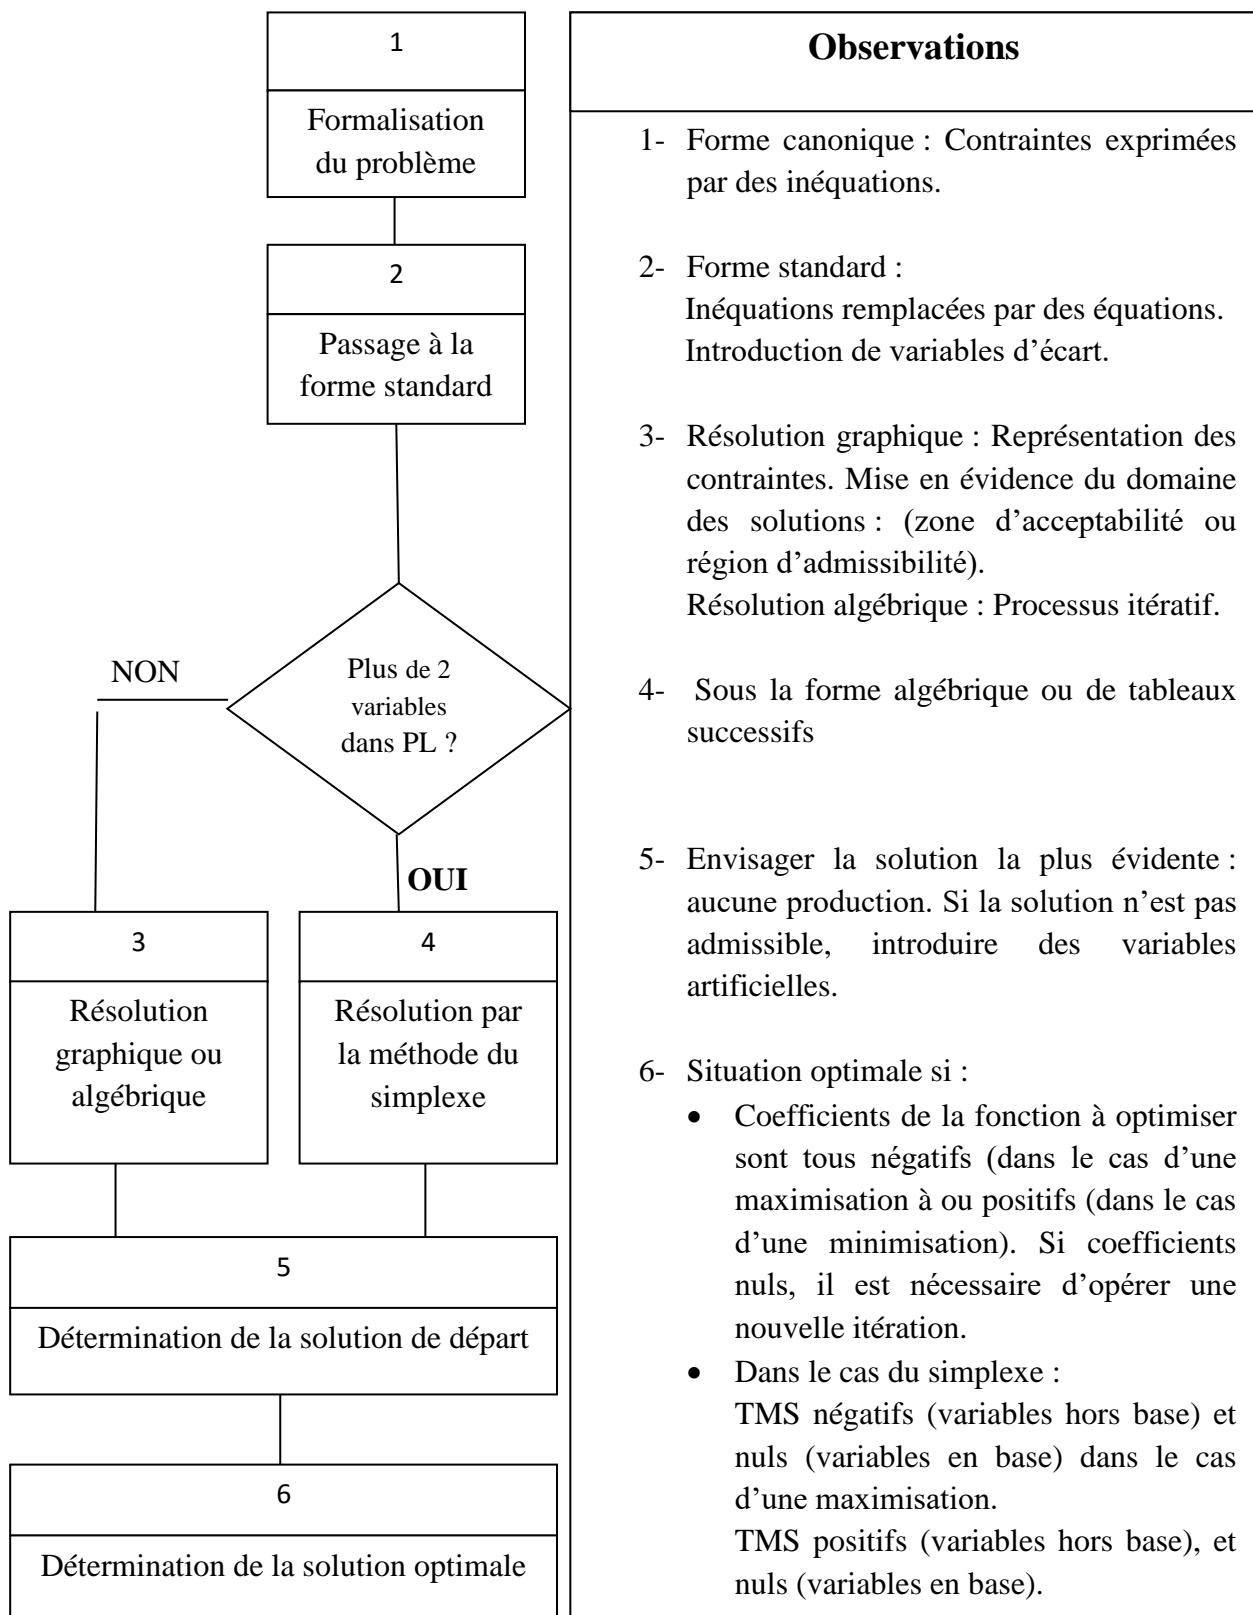 1
Formalisation
du problème
2
Passage à la
forme standard
Plus de 2
variables
dans PL ?
NON
OUI
3
Résolution
graphique ou
algébrique
4
Résolution par
la méthode du
simplexe
5
Détermination de la solution de départ
6
Détermination de la solution optimale
Observations
1- Forme canonique : Contraintes exprimées
par des inéquations.
2- Forme standard :
Inéquations remplacées par des équations.
Introduction de variables d’écart.
3- Résolution graphique : Représentation des
contraintes. Mise en évidence du domaine
des solutions : (zone d’acceptabilité ou
région d’admissibilité).
Résolution algébrique : Processus itératif.
4- Sous la forme algébrique ou de tableaux
successifs
5- Envisager la solution la plus évidente :
aucune production. Si la solution n’est pas
admissible, introduire des variables
artificielles.
6- Situation optimale si :
• Coefficients de la fonction à optimiser
sont tous négatifs (dans le cas d’une
maximisation à ou positifs (dans le cas
d’une minimisation). Si coefficients
nuls, il est nécessaire d’opérer une
nouvelle itération.
• Dans le cas du simplexe :
TMS négatifs (variables hors base) et
nuls (variables en base) dans le cas
d’une maximisation.
TMS positifs (variables hors base), et
nuls (variables en base).